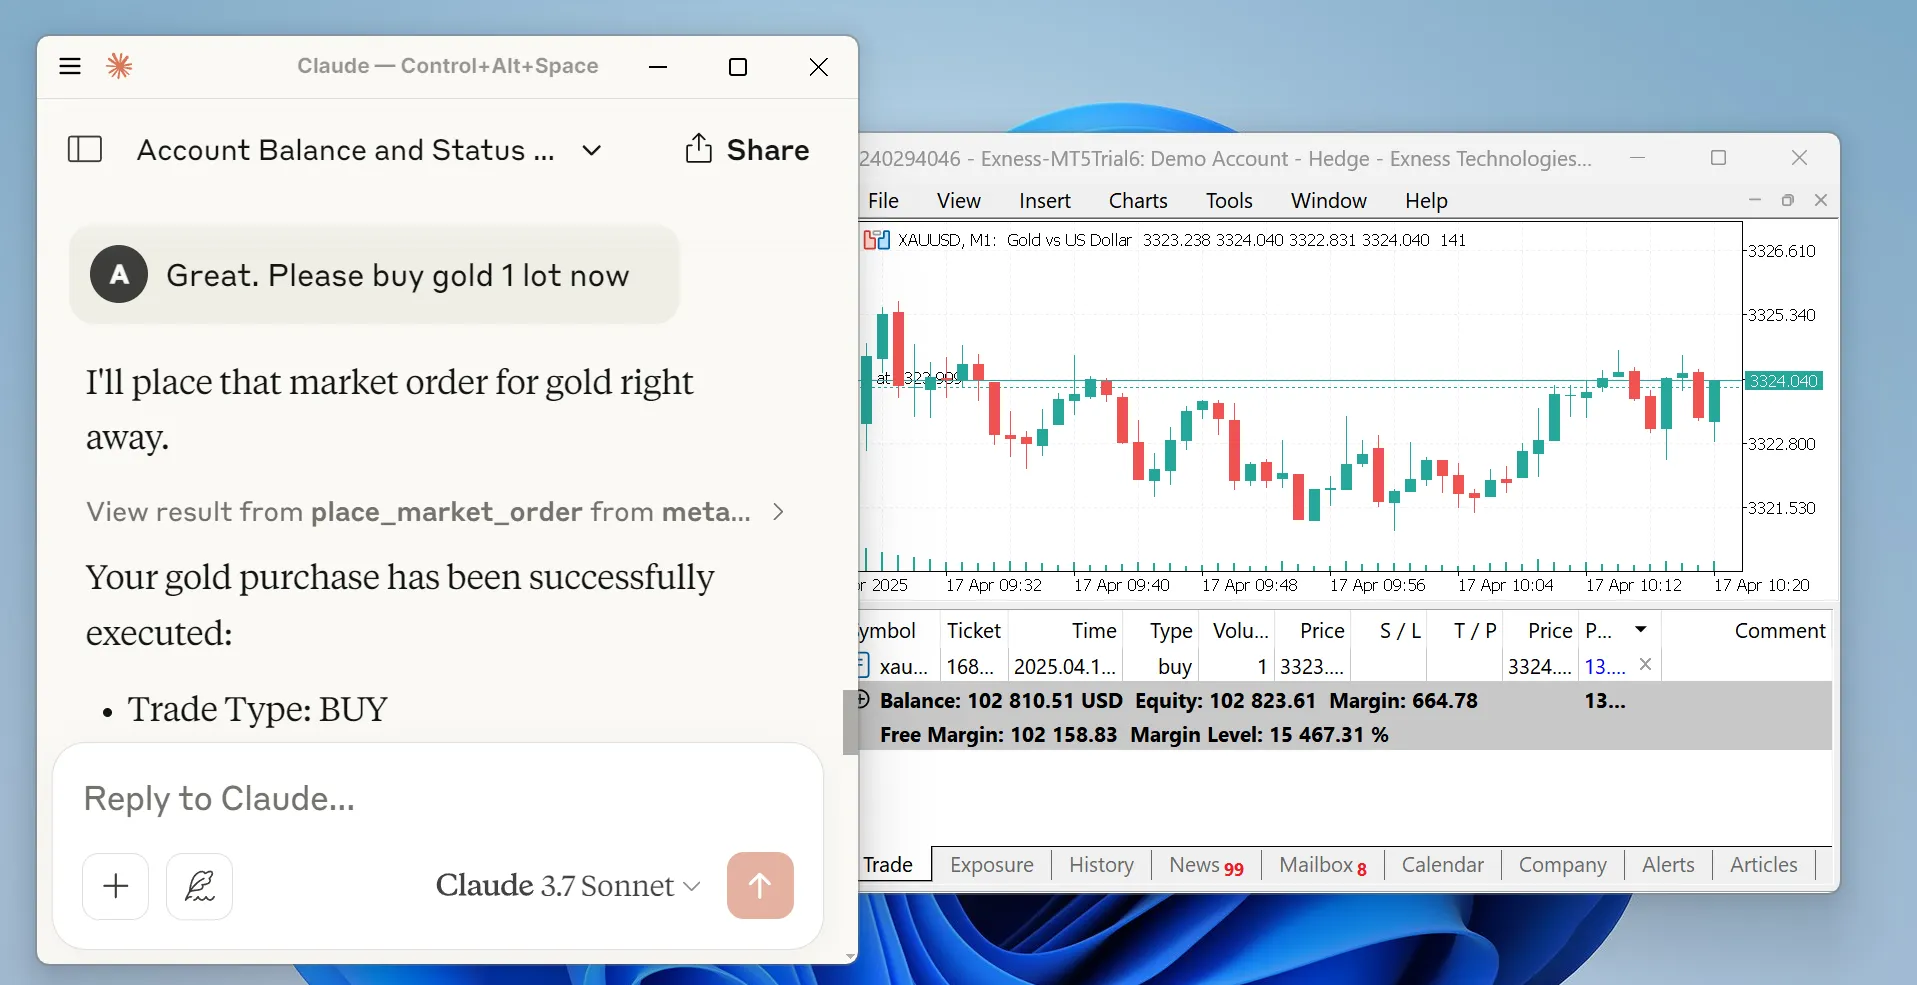 Claude — Control+Alt+Space
Account Balance and Status ...
Share
A
Great. Please buy gold 1 lot now
I'll place that market order for gold right
away.
View result from place_market_order from meta...
Your gold purchase has been successfully
executed:
• Trade Type: BUY
Reply to Claude...
Claude 3.7 Sonnet
240294046 - Exness-MT5Trial6: Demo Account - Hedge - Exness Technologies...
File View Insert Charts Tools Window Help
XAUUSD, M1: Gold vs US Dollar 3323.238 3324.040 3322.831 3324.040 141
3326.610
3325.340
at 3323.909
3324.040
3322.800
3321.530
2025 17 Apr 09:32 17 Apr 09:40 17 Apr 09:48 17 Apr 09:56 17 Apr 10:04 17 Apr 10:12 17 Apr 10:20
ymbol Ticket Time Type Volu... Price S / L T / P Price P... Comment
xau... 168... 2025.04.1... buy 1 3323.... 3324.... 13....
Balance: 102 810.51 USD Equity: 102 823.61 Margin: 664.78 13...
Free Margin: 102 158.83 Margin Level: 15 467.31 %
Trade Exposure History News 99 Mailbox 8 Calendar Company Alerts Articles